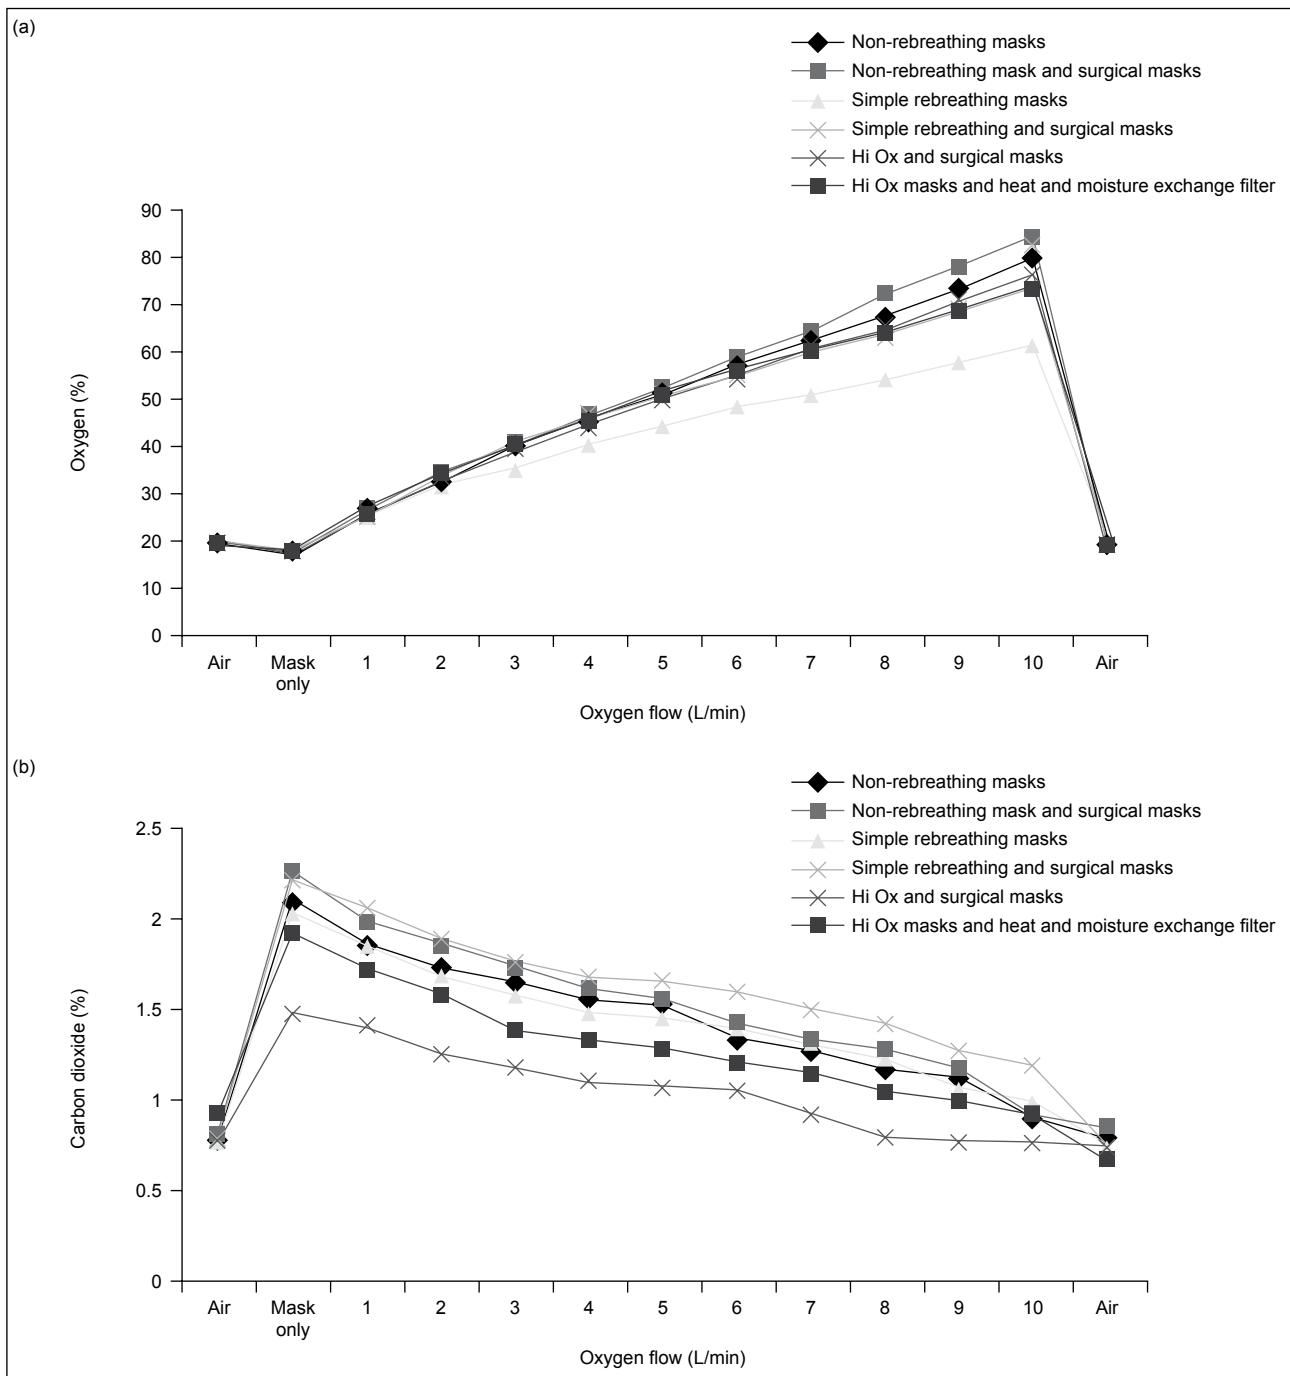 (a)
Non-rebreathing masks
Non-rebreathing mask and surgical masks
Simple rebreathing masks
Simple rebreathing and surgical masks
Hi Ox and surgical masks
Hi Ox masks and heat and moisture exchange filter
90
80
70
60
50
40
30
20
10
0
Oxygen (%)
Air Mask only 1 2 3 4 5 6 7 8 9 10 Air
Oxygen flow (L/min)
(b)
Non-rebreathing masks
Non-rebreathing mask and surgical masks
Simple rebreathing masks
Simple rebreathing and surgical masks
Hi Ox and surgical masks
Hi Ox masks and heat and moisture exchange filter
2.5
2
1.5
1
0.5
0
Carbon dioxide (%)
Air Mask only 1 2 3 4 5 6 7 8 9 10 Air
Oxygen flow (L/min)